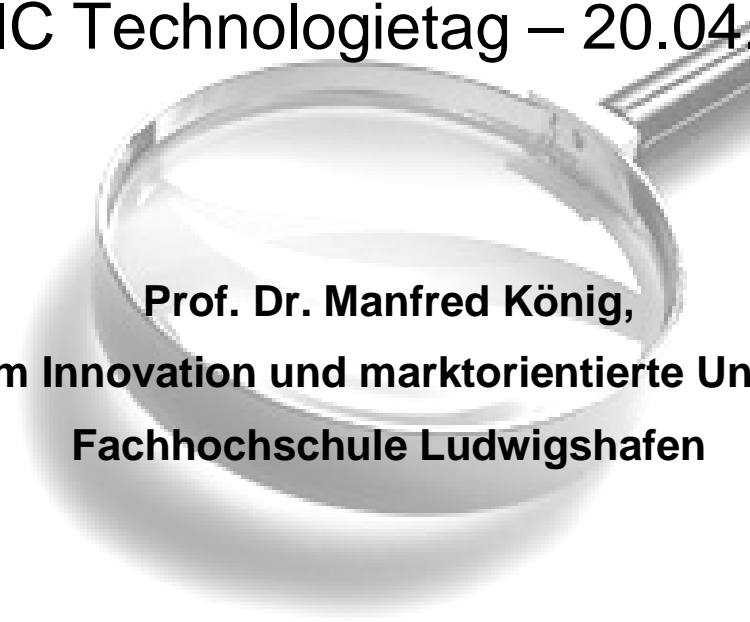 IC Technologietag – 20.04.
Prof. Dr. Manfred König,
m Innovation und marktorientierte Un
Fachhochschule Ludwigshafen